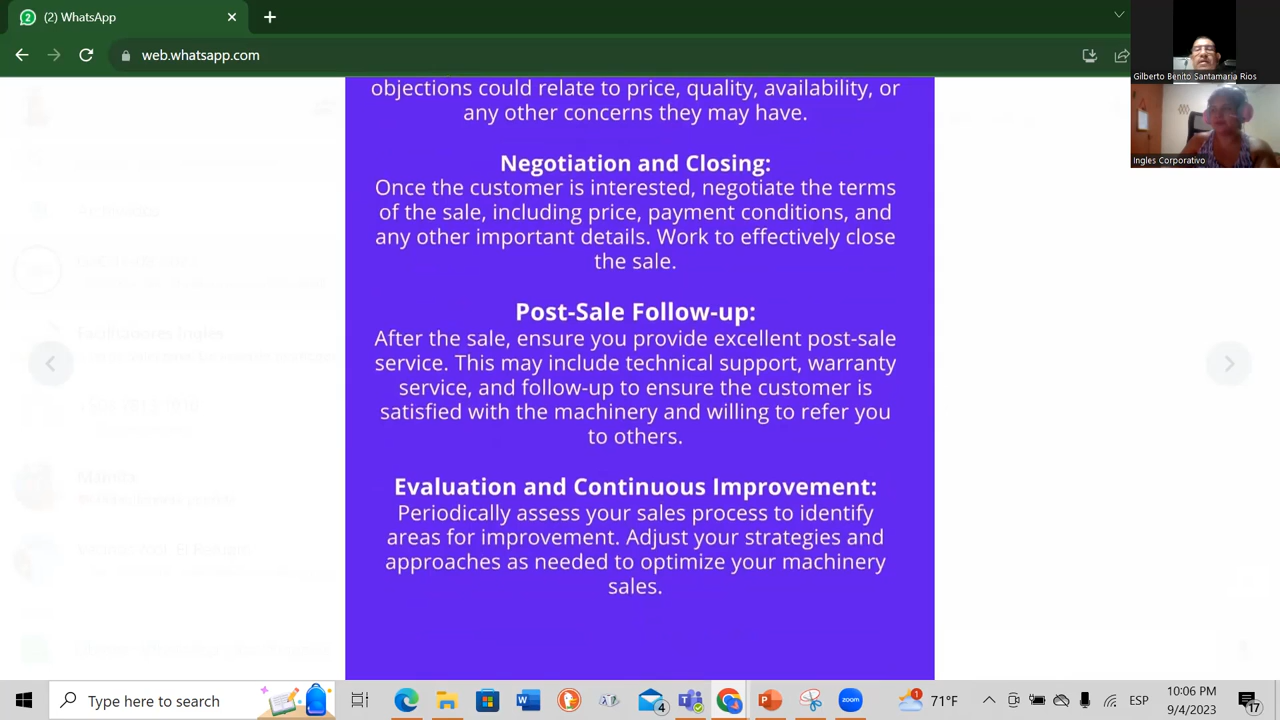 (2) WhatsApp
web.whatsapp.com
Gilberto Benito Santamaria Rios
Ingles Corporativo
objections could relate to price, quality, availability, or
any other concerns they may have.
Negotiation and Closing:
Once the customer is interested, negotiate the terms
of the sale, including price, payment conditions, and
any other important details. Work to effectively close
the sale.
Post-Sale Follow-up:
After the sale, ensure you provide excellent post-sale
service. This may include technical support, warranty
service, and follow-up to ensure the customer is
satisfied with the machinery and willing to refer you
to others.
Evaluation and Continuous Improvement:
Periodically assess your sales process to identify
areas for improvement. Adjust your strategies and
approaches as needed to optimize your machinery
sales.
Facilitadores Ingles
Type here to search
4
zoom
1
71°F
ESP
10:06 PM
9/4/2023
17